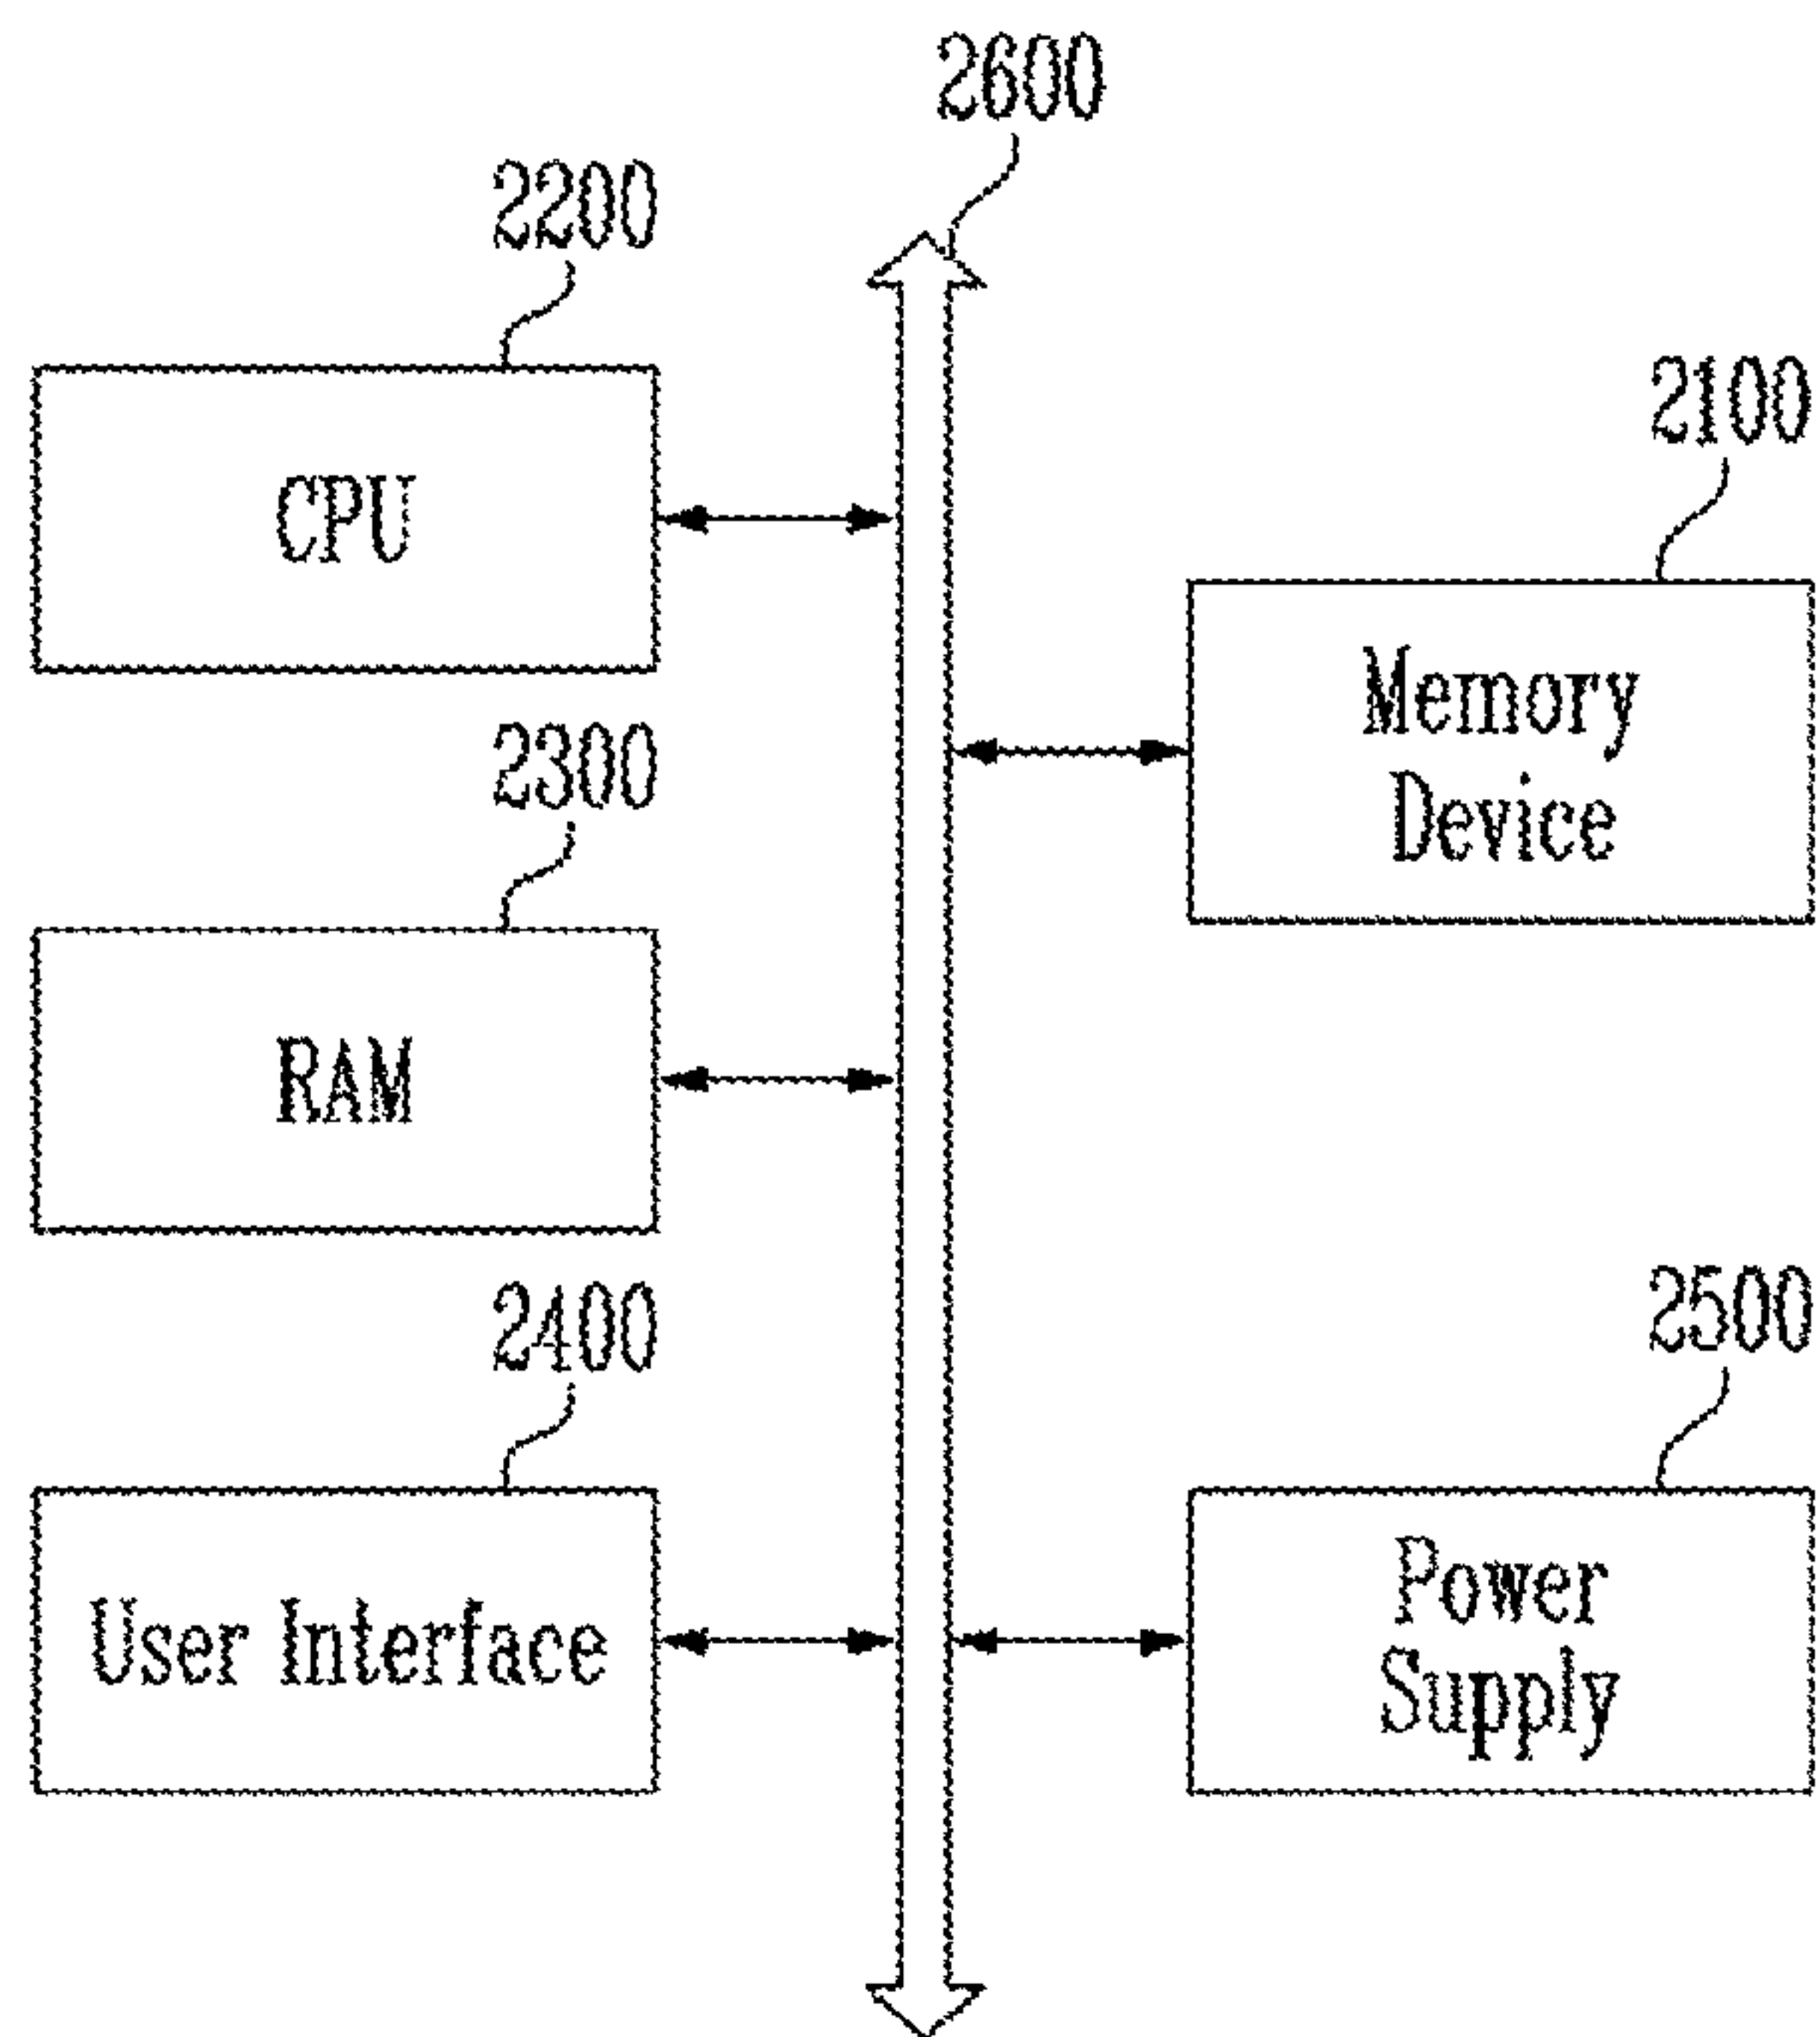 2600
2200
CPU
2100
Memory
Device
2300
RAM
2400
User Interface
2500
Power
Supply